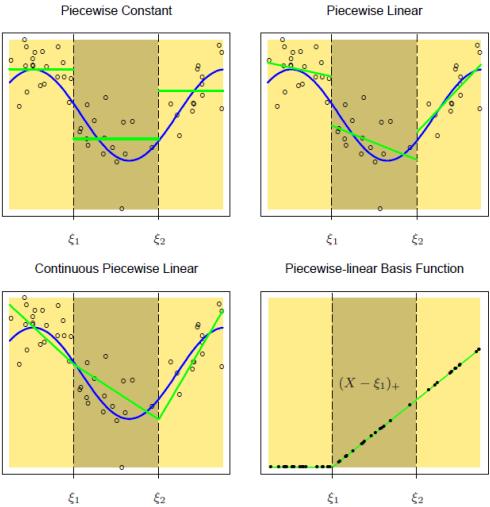 Piecewise Constant
Piecewise Linear
ξ₁ ξ₂
ξ₁ ξ₂
Continuous Piecewise Linear
Piecewise-linear Basis Function
(X − ξ₁)₊
ξ₁ ξ₂
ξ₁ ξ₂